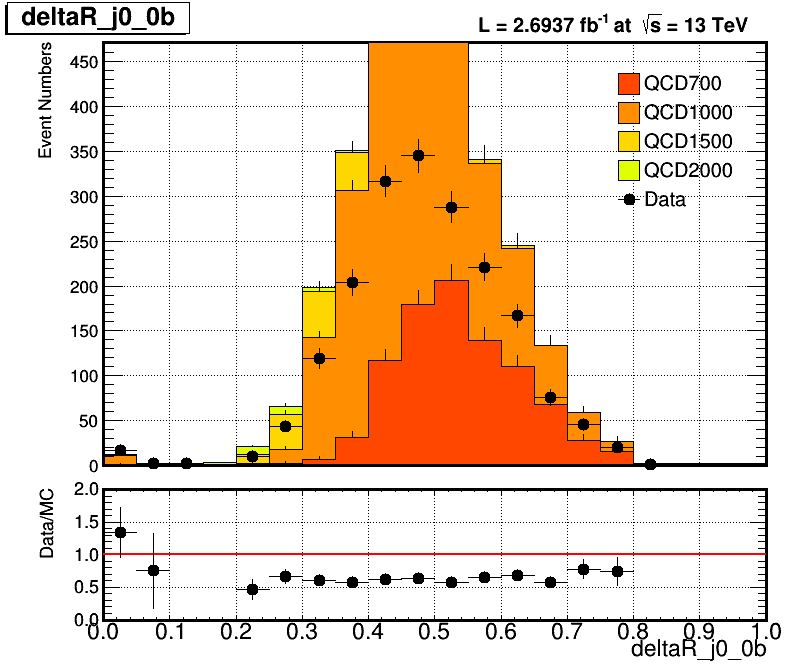 deltaR_j0_0b
L = 2.6937 fb-1 at √s = 13 TeV
Event Numbers
450
400
350
300
250
200
150
100
50
0
QCD700
QCD1000
QCD1500
QCD2000
Data
Data/MC
2.0
1.5
1.0
0.5
0.0
0.0 0.1 0.2 0.3 0.4 0.5 0.6 0.7 0.8 0.9 1.0
deltaR_j0_0b